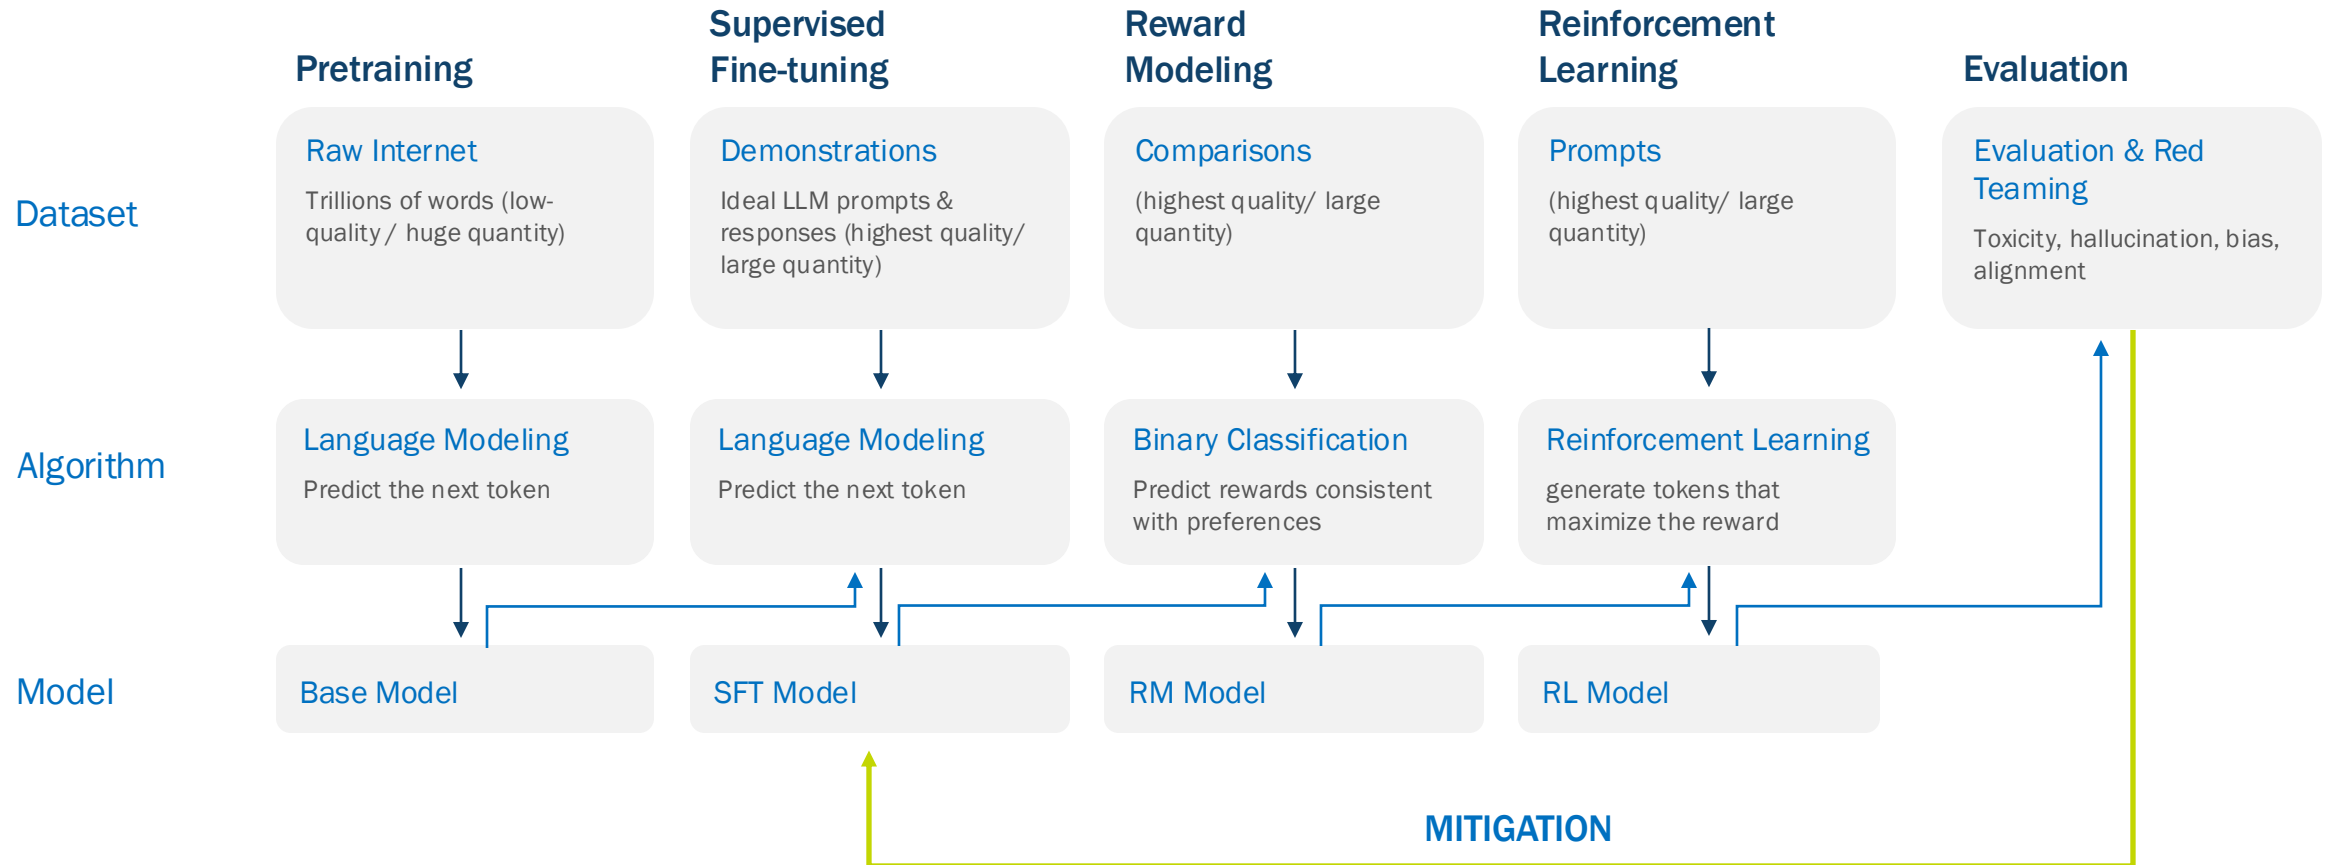 Pretraining
Supervised
Fine-tuning
Reward
Modeling
Reinforcement
Learning
Evaluation
Dataset
Raw Internet
Trillions of words (low-
quality / huge quantity)
Demonstrations
Ideal LLM prompts &
responses (highest quality/
large quantity)
Comparisons
(highest quality/ large
quantity)
Prompts
(highest quality/ large
quantity)
Evaluation & Red
Teaming
Toxicity, hallucination, bias,
alignment
Algorithm
Language Modeling
Predict the next token
Language Modeling
Predict the next token
Binary Classification
Predict rewards consistent
with preferences
Reinforcement Learning
generate tokens that
maximize the reward
Model
Base Model
SFT Model
RM Model
RL Model
MITIGATION